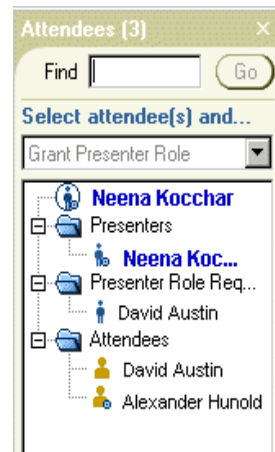 Attendees (3)
Find
Go
Select attendee(s) and...
Grant Presenter Role
Neena Kocchar
Presenters
Neena Koc...
Presenter Role Req...
David Austin
Attendees
David Austin
Alexander Hunold